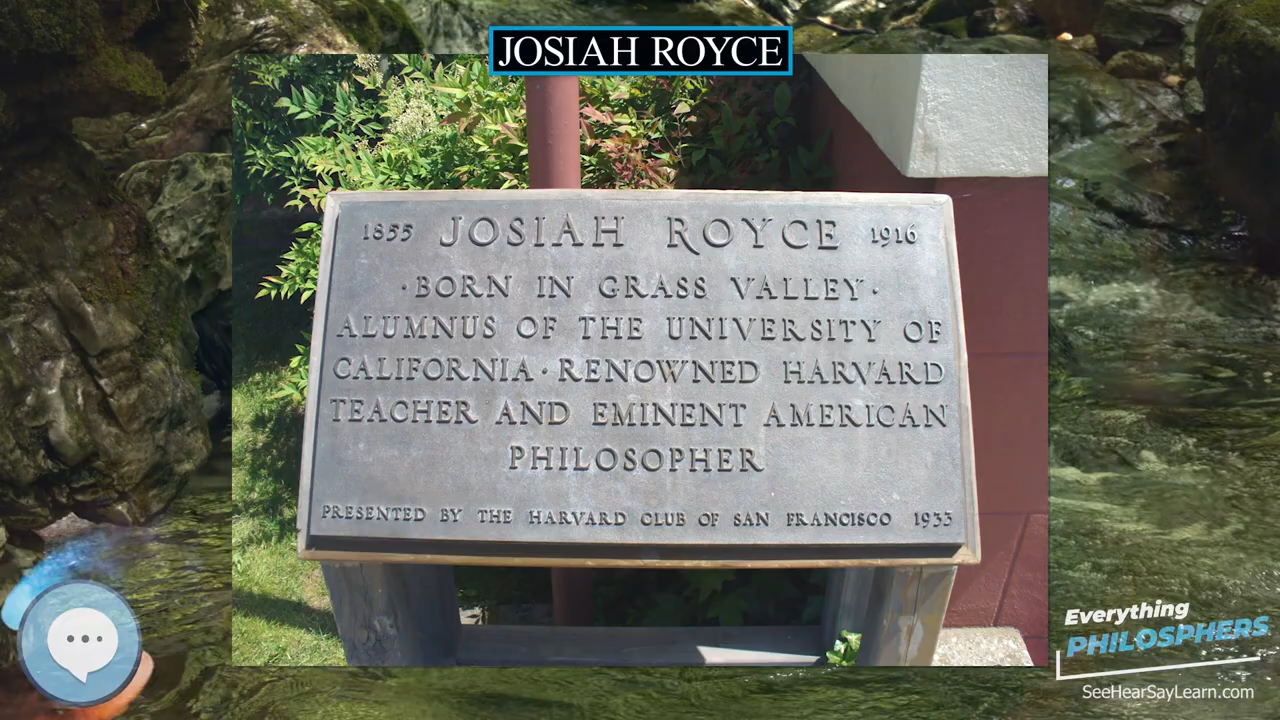 JOSIAH ROYCE
1855 JOSIAH ROYCE 1916
·BORN IN GRASS VALLEY·
ALUMNUS OF THE UNIVERSITY OF
CALIFORNIA·RENOWNED HARVARD
TEACHER AND EMINENT AMERICAN
PHILOSOPHER
PRESENTED BY THE HARVARD CLUB OF SAN FRANCISCO 1933
Everything
PHILOSPHERS
SeeHearSayLearn.com